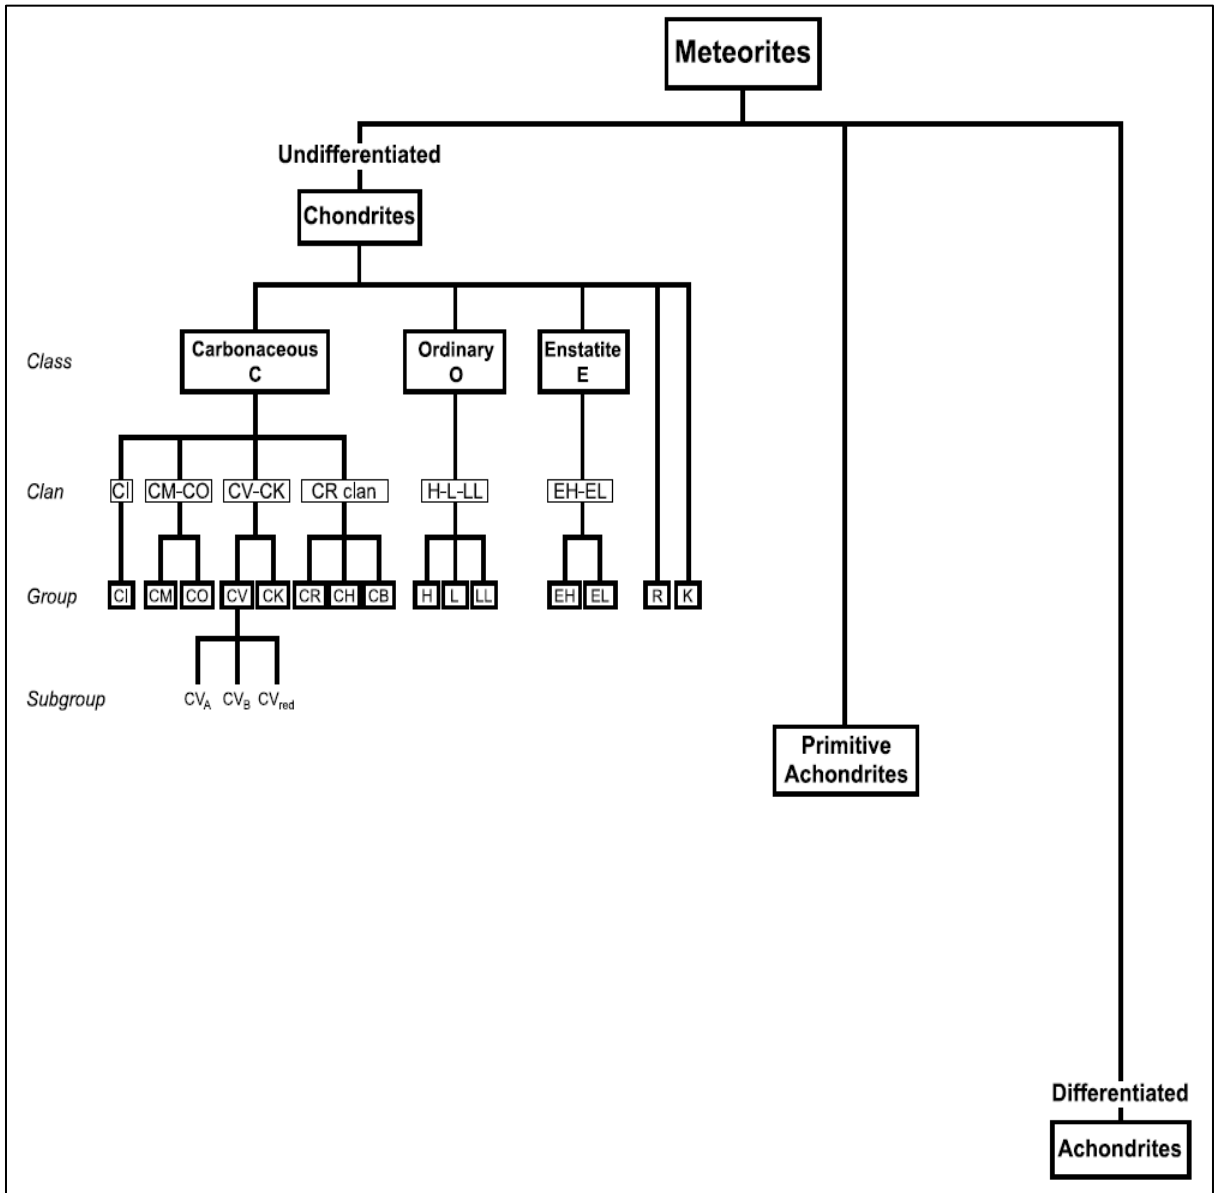 Meteorites
Undifferentiated
Chondrites
Class
Carbonaceous
C
Ordinary
O
Enstatite
E
Clan
CI
CM-CO
CV-CK
CR clan
H-L-LL
EH-EL
Group
CI
CM
CO
CV
CK
CR
CH
CB
H
L
LL
EH
EL
R
K
Subgroup
CVA
CVB
CVred
Primitive
Achondrites
Differentiated
Achondrites